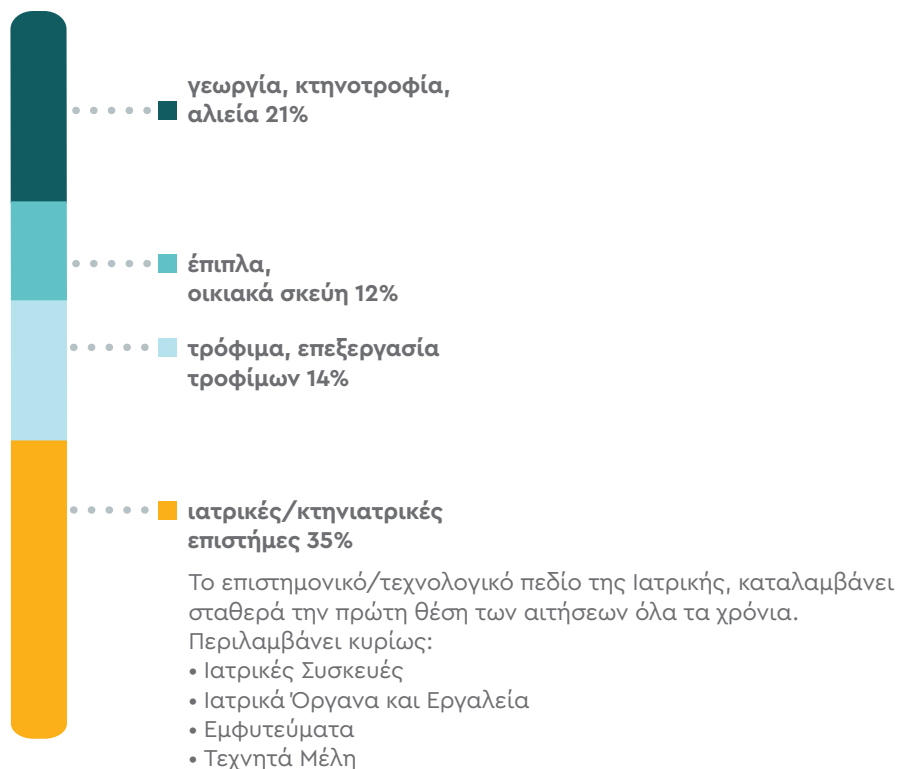 γεωργία, κτηνοτροφία,
αλιεία 21%
έπιπλα,
οικιακά σκεύη 12%
τρόφιμα, επεξεργασία
τροφίμων 14%
ιατρικές/κτηνιατρικές
επιστήμες 35%
Το επιστημονικό/τεχνολογικό πεδίο της Ιατρικής, καταλαμβάνει
σταθερά την πρώτη θέση των αιτήσεων όλα τα χρόνια.
Περιλαμβάνει κυρίως:
• Ιατρικές Συσκευές
• Ιατρικά Όργανα και Εργαλεία
• Εμφυτεύματα
• Τεχνητά Μέλη